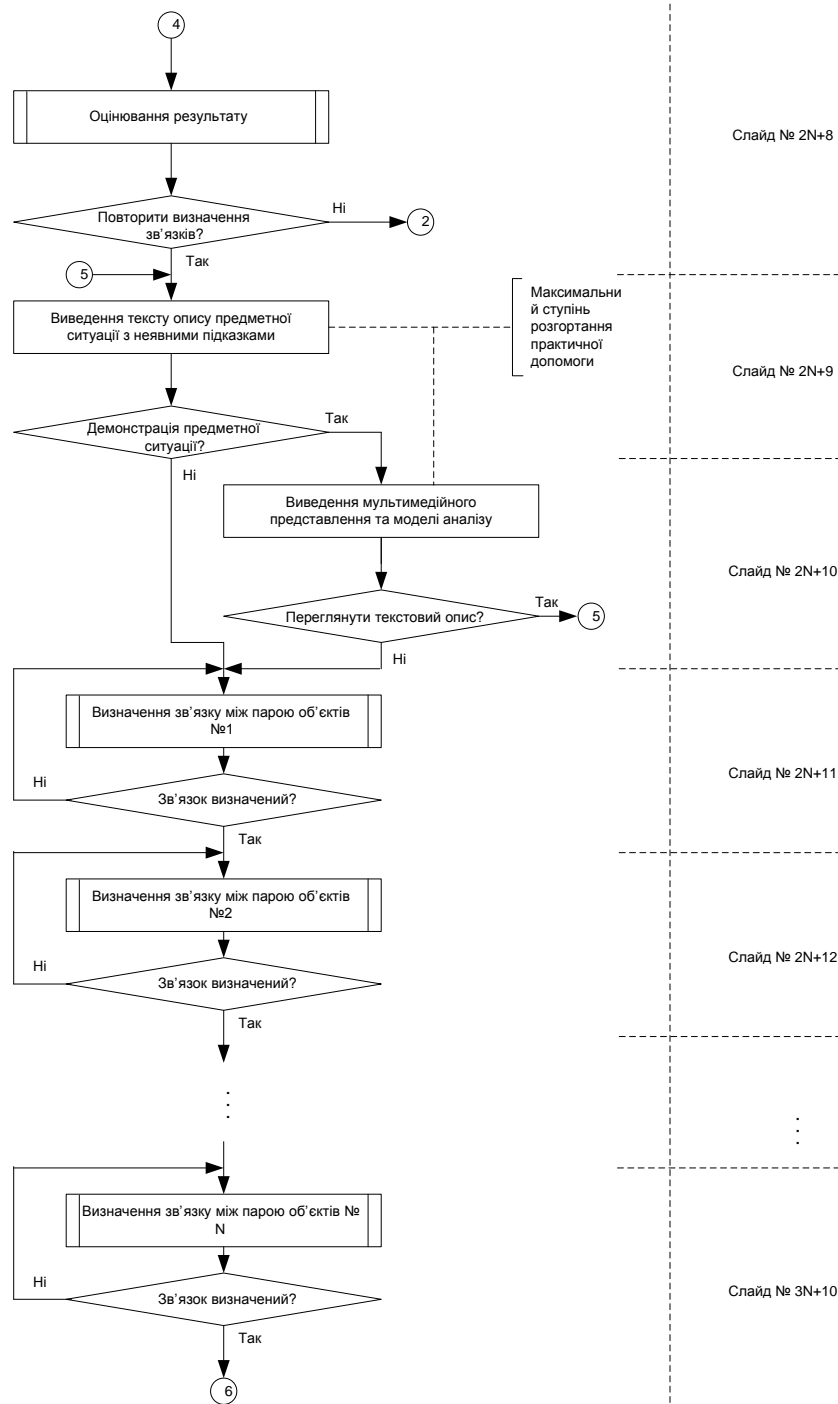 4
Оцінювання результату
Слайд № 2N+8
Повторити визначення
зв’язків?
Ні
2
Так
5
Виведення тексту опису предметної
ситуації з неявними підказками
Максимальни
й ступінь
розгортання
практичної
допомоги
Слайд № 2N+9
Демонстрація предметної
ситуації?
Так
Ні
Виведення мультимедійного
представлення та моделі аналізу
Слайд № 2N+10
Переглянути текстовий опис?
Так
5
Ні
Визначення зв’язку між парою об’єктів
№1
Слайд № 2N+11
Ні
Зв’язок визначений?
Так
Визначення зв’язку між парою об’єктів
№2
Слайд № 2N+12
Ні
Зв’язок визначений?
Так
. . .
. . .
Визначення зв’язку між парою об’єктів №
N
Ні
Зв’язок визначений?
Слайд № 3N+10
Так
6